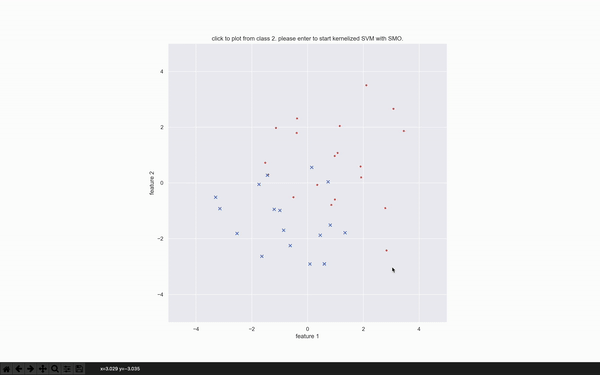 click to plot from class 2. please enter to start kernelized SVM with SMO.
4
2
0
−2
−4
feature 2
−4 −2 0 2 4
feature 1
x=3.029 y=−3.035